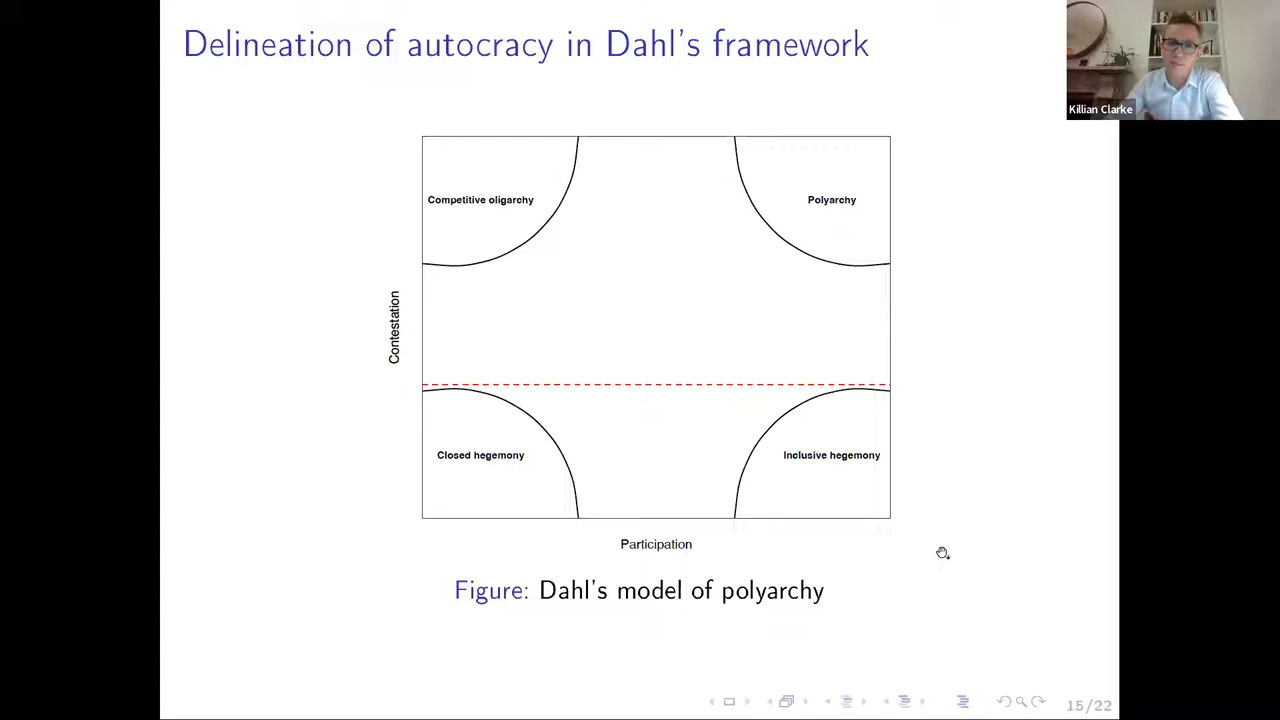 Delineation of autocracy in Dahl's framework
Killian Clarke
Competitive oligarchy
Polyarchy
Contestation
Closed hegemony
Inclusive hegemony
Participation
Figure: Dahl's model of polyarchy
15/22